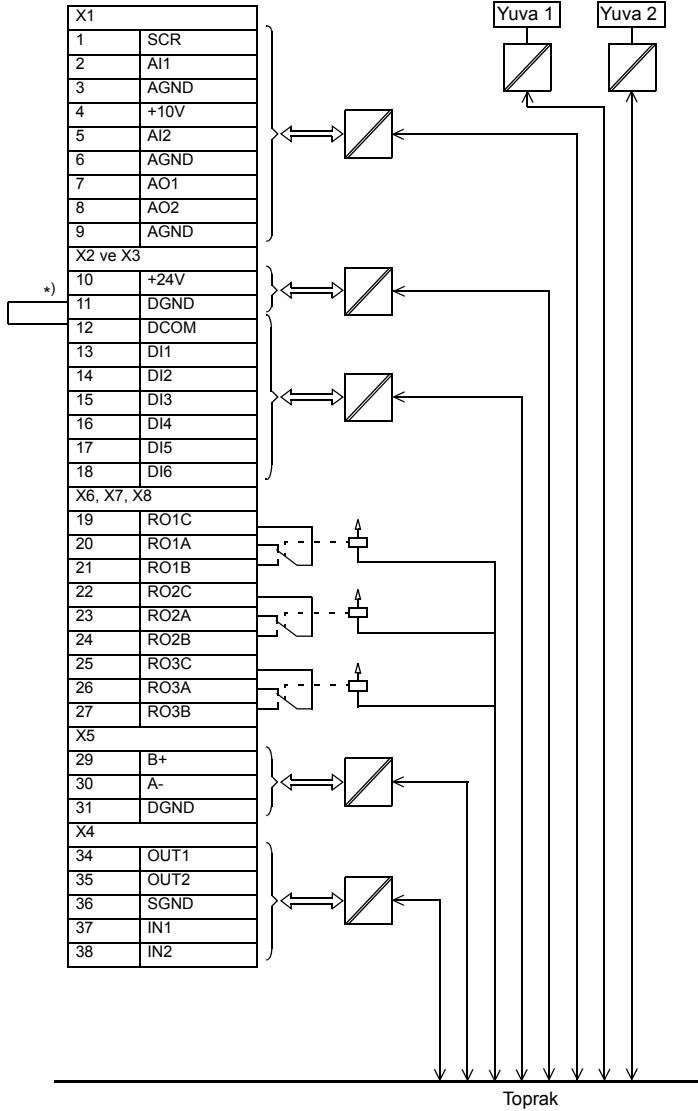 Yuva 1
Yuva 2
X1
1 SCR
2 AI1
3 AGND
4 +10V
5 AI2
6 AGND
7 AO1
8 AO2
9 AGND
X2 ve X3
10 +24V
*)
11 DGND
12 DCOM
13 DI1
14 DI2
15 DI3
16 DI4
17 DI5
18 DI6
X6, X7, X8
19 RO1C
20 RO1A
21 RO1B
22 RO2C
23 RO2A
24 RO2B
25 RO3C
26 RO3A
27 RO3B
X5
29 B+
30 A-
31 DGND
X4
34 OUT1
35 OUT2
36 SGND
37 IN1
38 IN2
Toprak